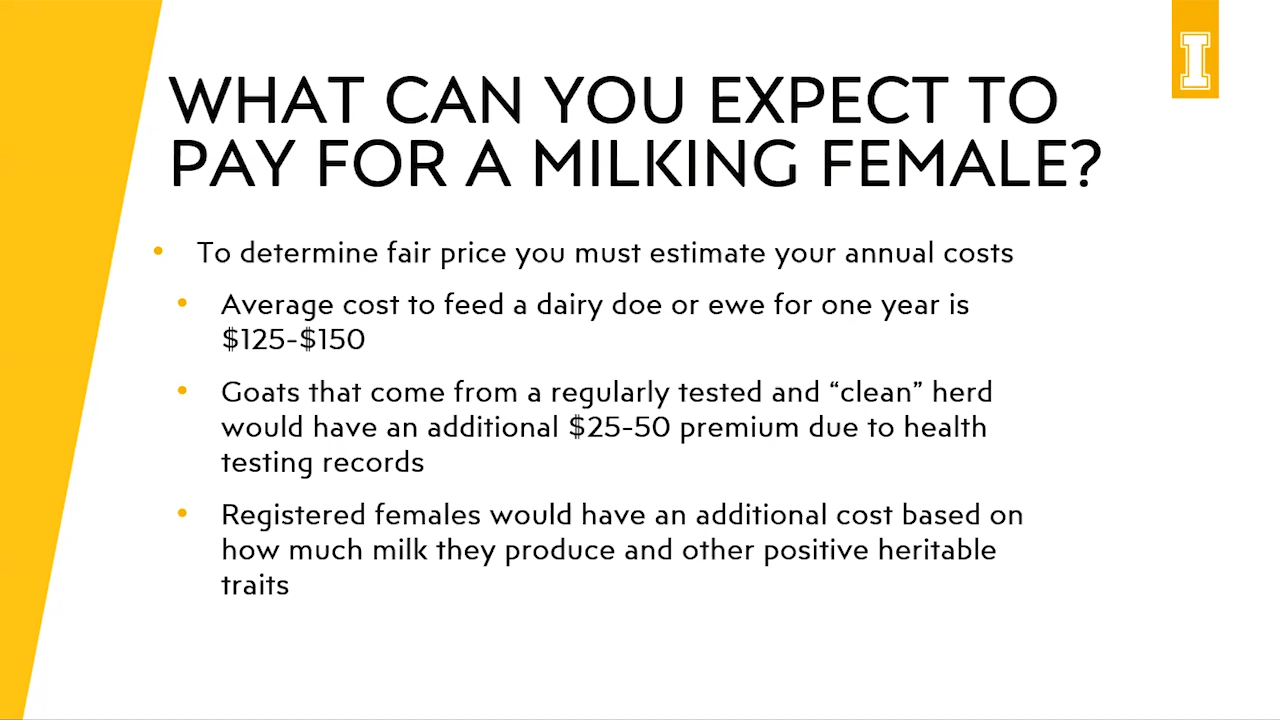 I
WHAT CAN YOU EXPECT TO
PAY FOR A MILKING FEMALE?
• To determine fair price you must estimate your annual costs
• Average cost to feed a dairy doe or ewe for one year is
$125-$150
• Goats that come from a regularly tested and “clean” herd
would have an additional $25-50 premium due to health
testing records
• Registered females would have an additional cost based on
how much milk they produce and other positive heritable
traits